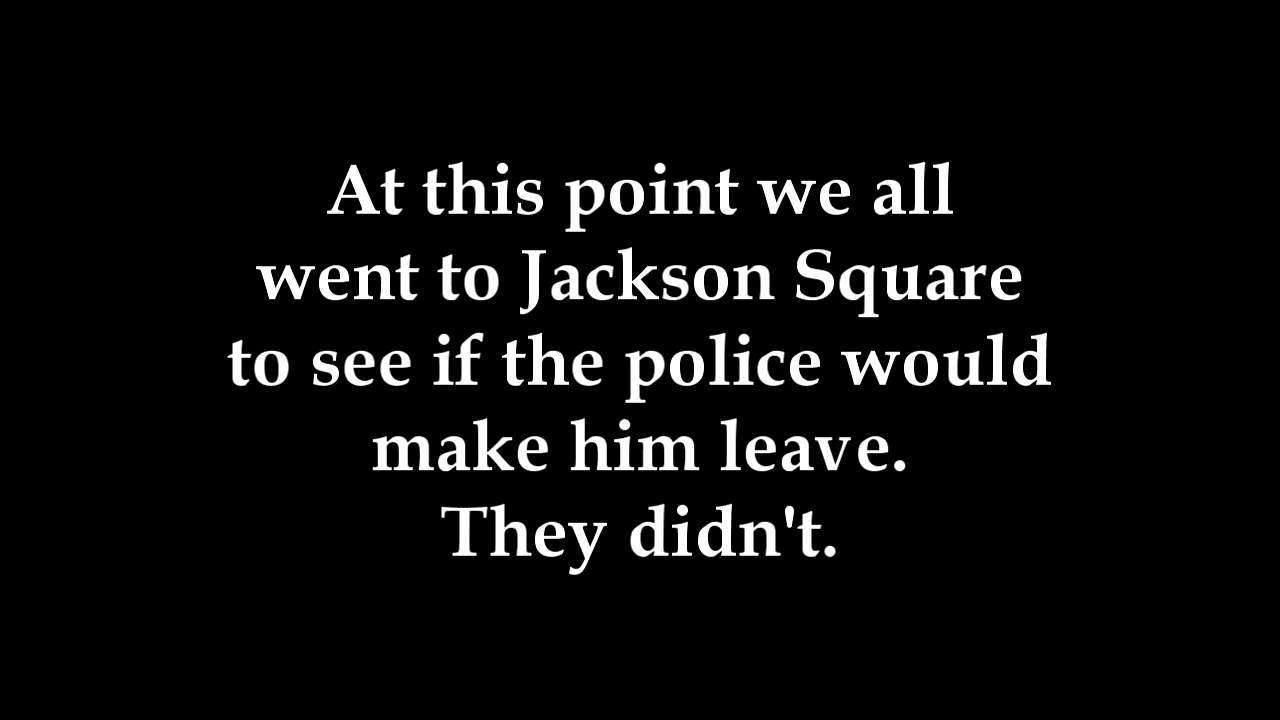 At this point we all
went to Jackson Square
to see if the police would
make him leave.
They didn't.